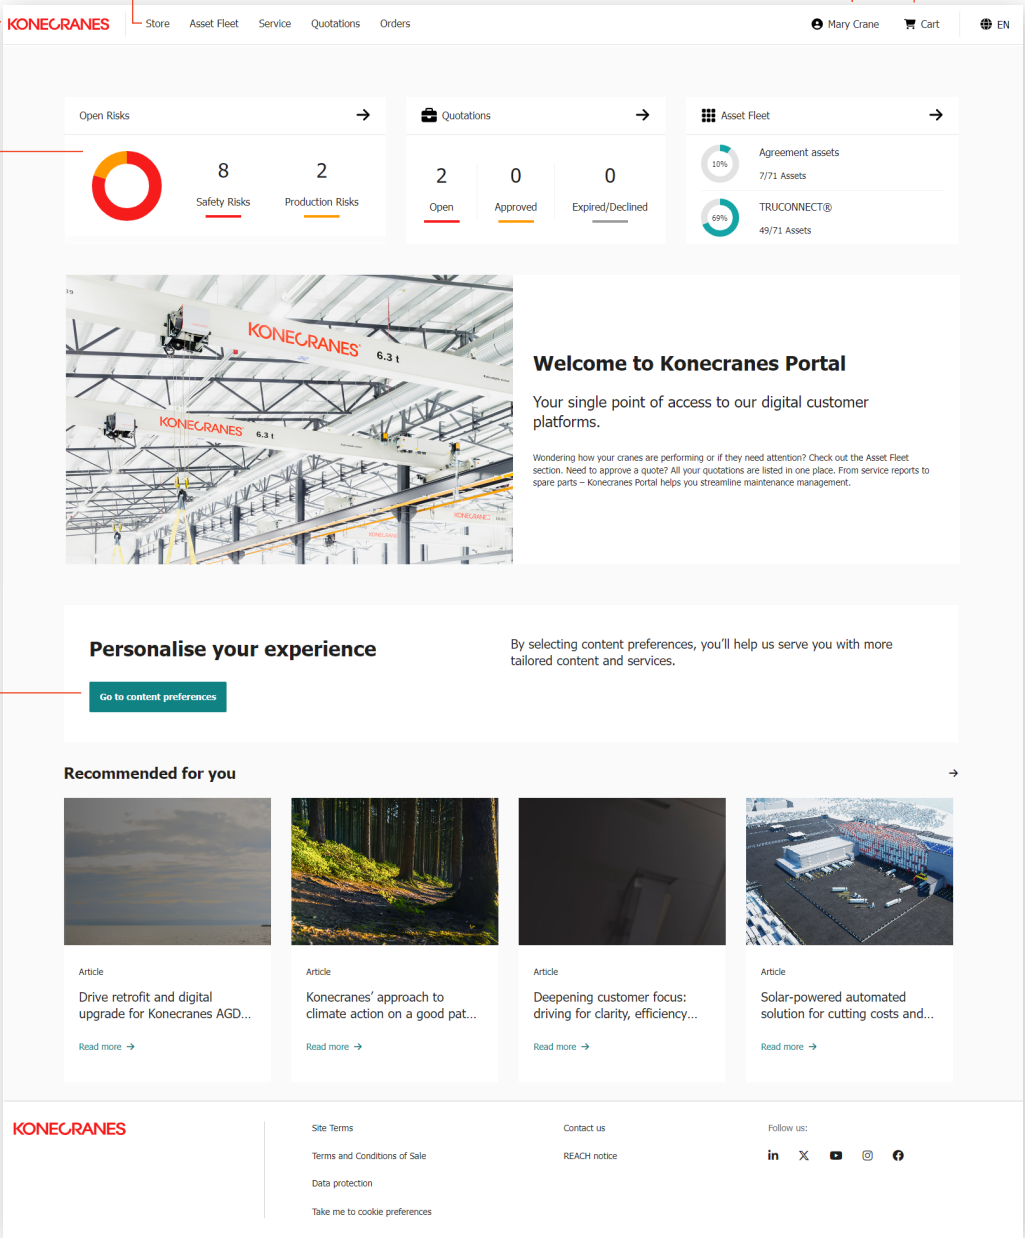 KONECRANES
Store Asset Fleet Service Quotations Orders
Mary Crane Cart EN
Open Risks
8 2
Safety Risks Production Risks
Quotations
2 0 0
Open Approved Expired/Declined
Asset Fleet
10%
Agreement assets
7/71 Assets
69%
TRUCONNECT®
49/71 Assets
KONECRANES
6.3 t
KONECRANES
6.3 t
KONECRANES
KONECRANES
Welcome to Konecranes Portal
Your single point of access to our digital customer
platforms.
Wondering how your cranes are performing or if they need attention? Check out the Asset Fleet
section. Need to approve a quote? All your quotations are listed in one place. From service reports to
spare parts – Konecranes Portal helps you streamline maintenance management.
Personalise your experience
Go to content preferences
By selecting content preferences, you’ll help us serve you with more
tailored content and services.
Recommended for you
Article
Drive retrofit and digital
upgrade for Konecranes AGD...
Read more
Article
Konecranes’ approach to
climate action on a good pat...
Read more
Article
Deepening customer focus:
driving for clarity, efficiency...
Read more
Article
Solar-powered automated
solution for cutting costs and...
Read more
KONECRANES
Site Terms
Terms and Conditions of Sale
Data protection
Take me to cookie preferences
Contact us
REACH notice
Follow us: